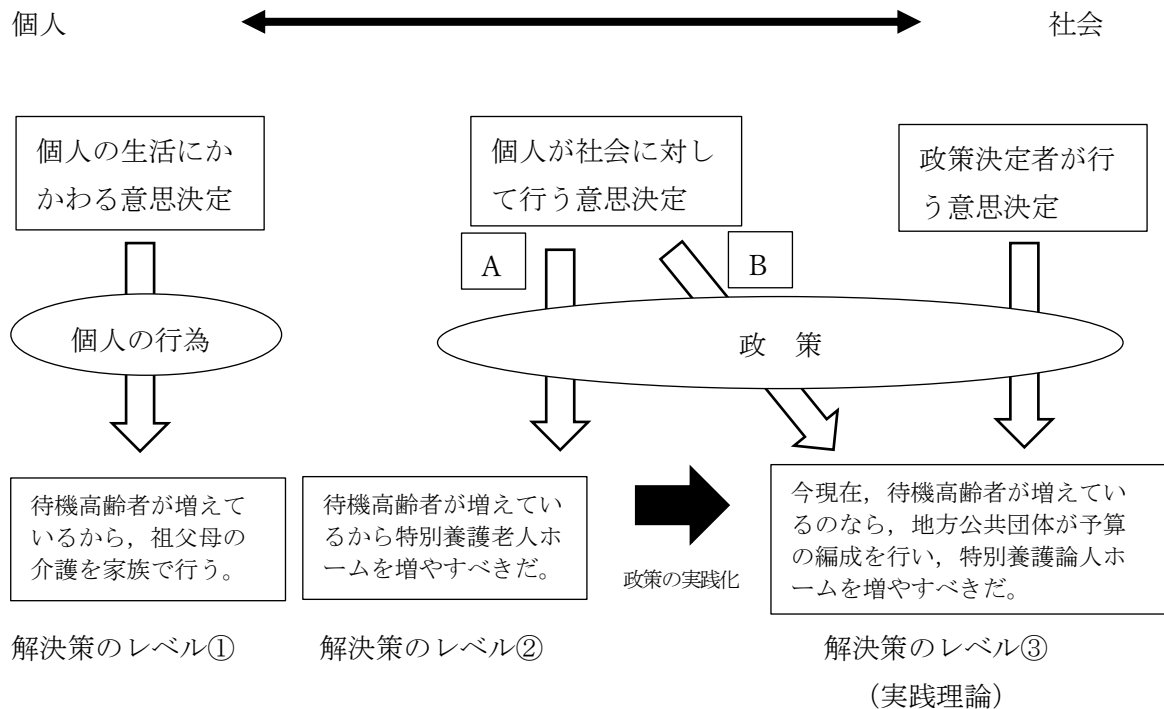 個人
社会
個人の生活にか
かわる意思決定
個人が社会に対し
て行う意思決定
政策決定者が行
う意思決定
A
B
個人の行為
政 策
待機高齢者が増えて
いるから,祖父母の
介護を家族で行う。
待機高齢者が増えてい
るから特別養護老人ホ
ームを増やすべきだ。
政策の実践化
今現在,待機高齢者が増えてい
るのなら,地方公共団体が予算
の編成を行い,特別養護論人ホ
ームを増やすべきだ。
解決策のレベル①
解決策のレベル②
解決策のレベル③
(実践理論)